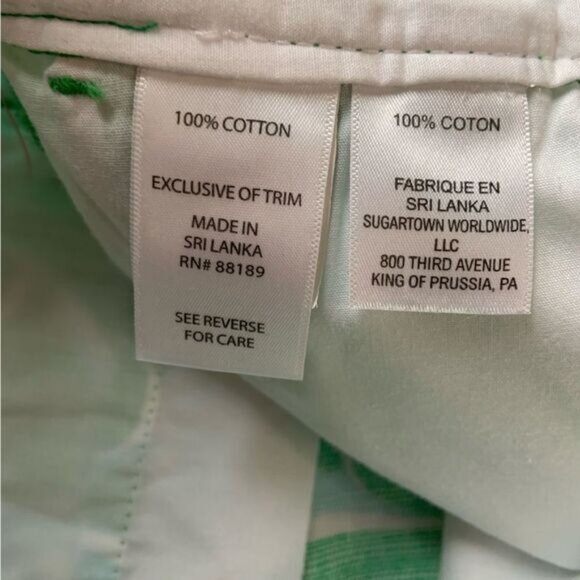 100% COTTON
EXCLUSIVE OF TRIM
MADE IN
SRI LANKA
RN# 88189
SEE REVERSE
FOR CARE
100% COTON
FABRIQUE EN
SRI LANKA
SUGARTOWN WORLDWIDE,
LLC
800 THIRD AVENUE
KING OF PRUSSIA, PA